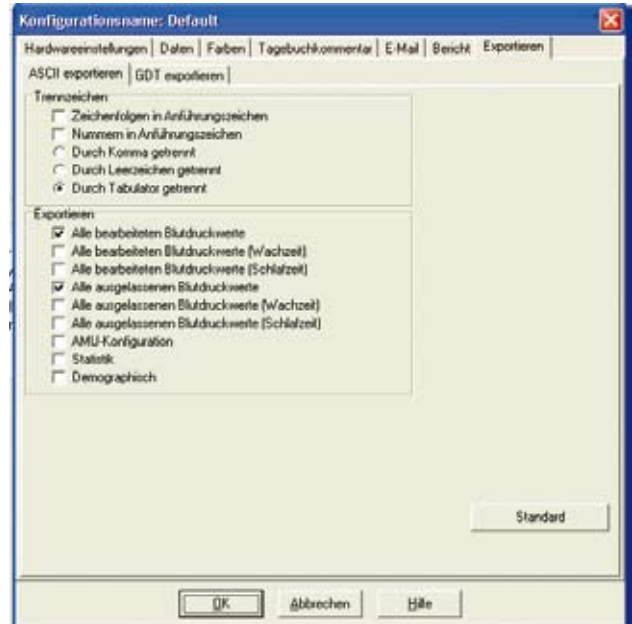 Konfigurationsname: Default
Hardwareeinstellungen Daten Farben Tagebuchkommentar E-Mail Bericht Exportieren
ASCII exportieren GDT exportieren
Trennzeichen
Zeichenfolgen in Anführungszeichen
Nummern in Anführungszeichen
Durch Komma getrennt
Durch Leerzeichen getrennt
Durch Tabulator getrennt
Exportieren
Alle bearbeiteten Blutdruckwerte
Alle bearbeiteten Blutdruckwerte (Wachzeit)
Alle bearbeiteten Blutdruckwerte (Schlafzeit)
Alle ausgelassenen Blutdruckwerte
Alle ausgelassenen Blutdruckwerte (Wachzeit)
Alle ausgelassenen Blutdruckwerte (Schlafzeit)
AMU-Konfiguration
Statistik
Demographisch
Standard
OK Abbrechen Hilfe